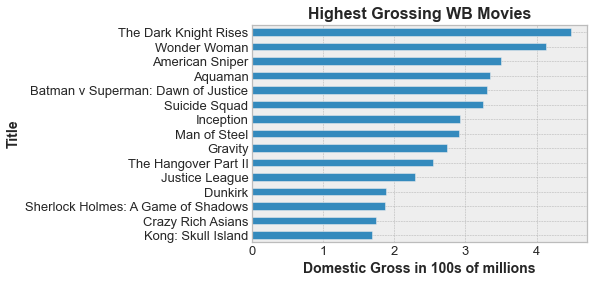 Highest Grossing WB Movies
Title
The Dark Knight Rises
Wonder Woman
American Sniper
Aquaman
Batman v Superman: Dawn of Justice
Suicide Squad
Inception
Man of Steel
Gravity
The Hangover Part II
Justice League
Dunkirk
Sherlock Holmes: A Game of Shadows
Crazy Rich Asians
Kong: Skull Island
0 1 2 3 4
Domestic Gross in 100s of millions